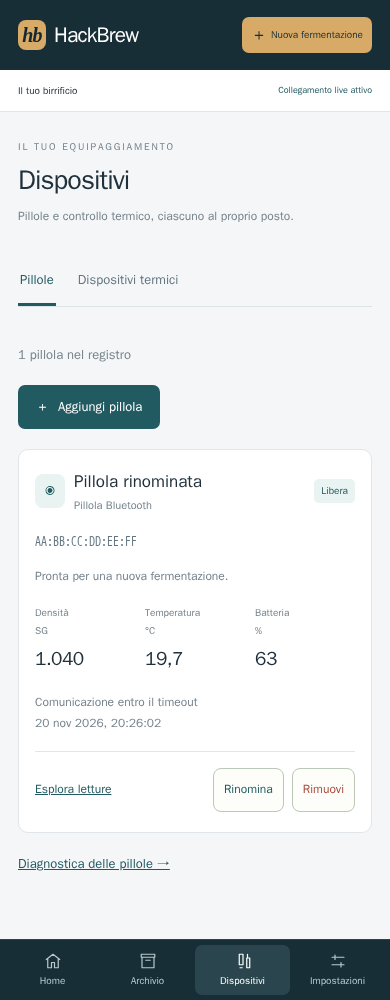 hb HackBrew
+ Nuova fermentazione
Il tuo birrificio
Collegamento live attivo
IL TUO EQUIPAGGIAMENTO
Dispositivi
Pillole e controllo termico, ciascuno al proprio posto.
Pillole
Dispositivi termici
1 pillola nel registro
+ Aggiungi pillola
Pillola rinominata
Pillola Bluetooth
Libera
AA:BB:CC:DD:EE:FF
Pronta per una nuova fermentazione.
Densità Temperatura Batteria
SG °C %
1.040 19,7 63
Comunicazione entro il timeout
20 nov 2026, 20:26:02
Esplora letture
Rinomina
Rimuovi
Diagnostica delle pillole →
Home Archivio Dispositivi Impostazioni